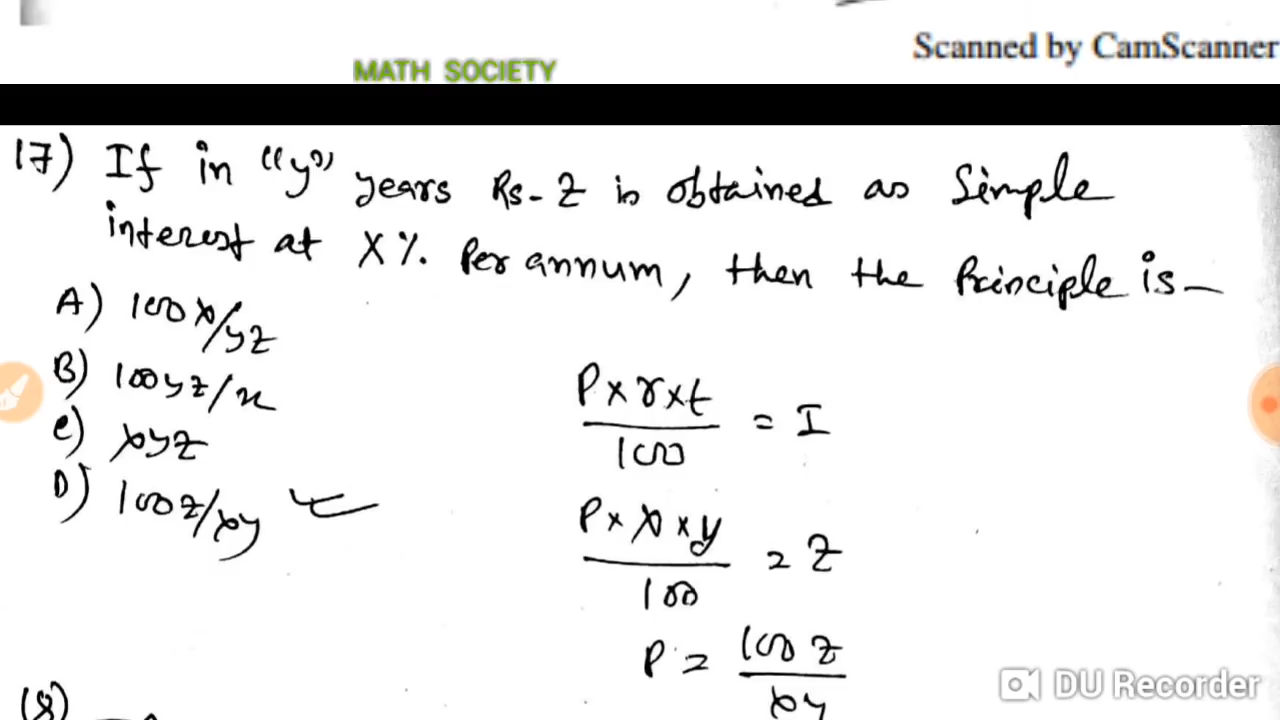 Scanned by CamScanner
MATH SOCIETY
17) If in "y" years Rs- Z is obtained as Simple
interest at X%. Per annum, then the Principle is—
A) 100x/yz
B) 100yz/x
C) xyz
D) 100z/xy
P×r×t/100 = I
P×x×y/100 = Z
P = 100z/xy
DU Recorder
(8)